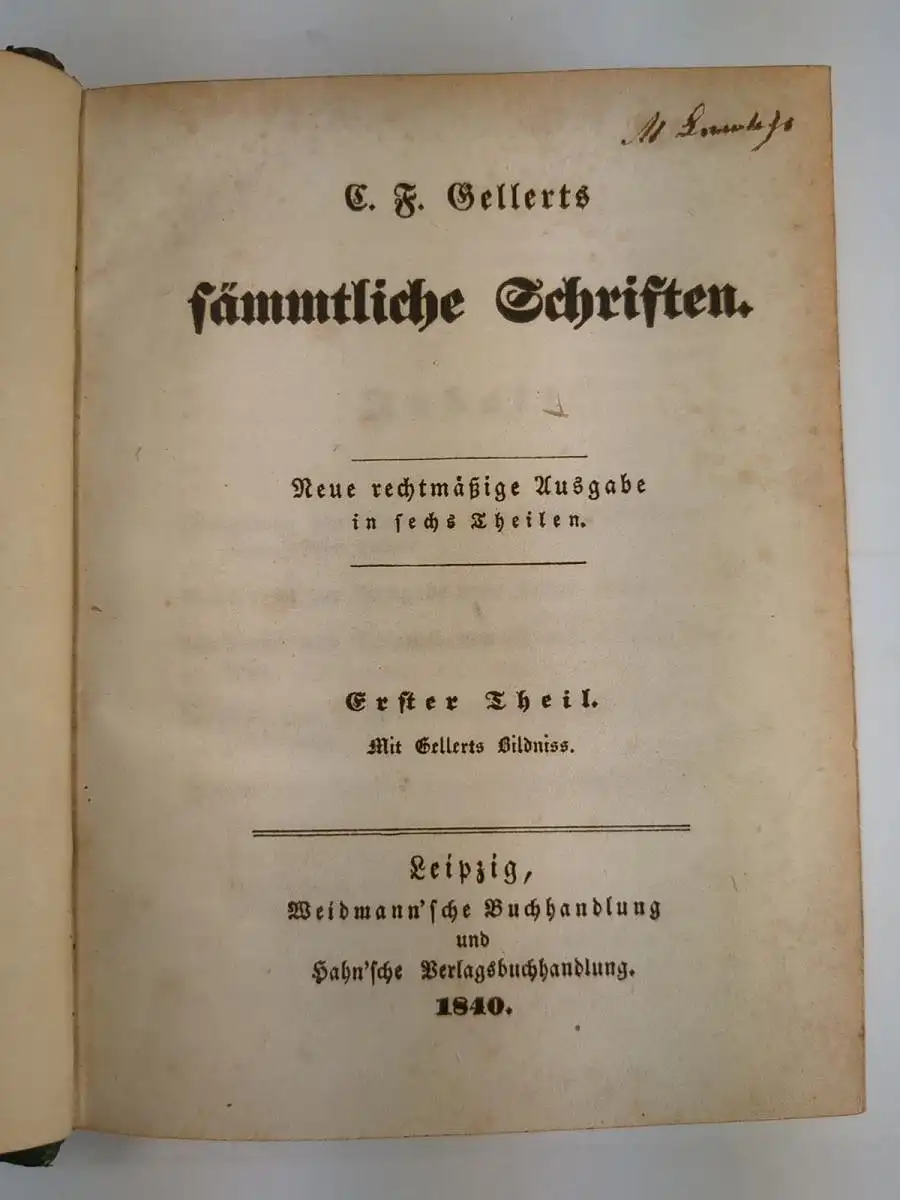 C. F. Gellerts
sämmtliche Schriften.
Neue rechtmäßige Ausgabe
in sechs Theilen.
Erster Theil.
Mit Gellerts Bildniss.
Leipzig,
Weidmann'sche Buchhandlung
und
Hahn'sche Verlagsbuchhandlung.
1840.